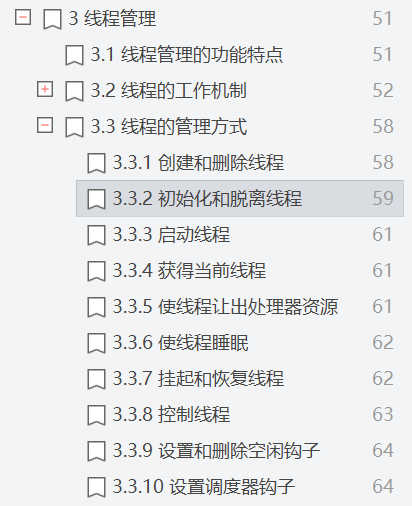 3 线程管理 51
3.1 线程管理的功能特点 51
3.2 线程的工作机制 52
3.3 线程的管理方式 58
3.3.1 创建和删除线程 58
3.3.2 初始化和脱离线程 59
3.3.3 启动线程 61
3.3.4 获得当前线程 61
3.3.5 使线程让出处理器资源 61
3.3.6 使线程睡眠 62
3.3.7 挂起和恢复线程 62
3.3.8 控制线程 63
3.3.9 设置和删除空闲钩子 64
3.3.10 设置调度器钩子 64